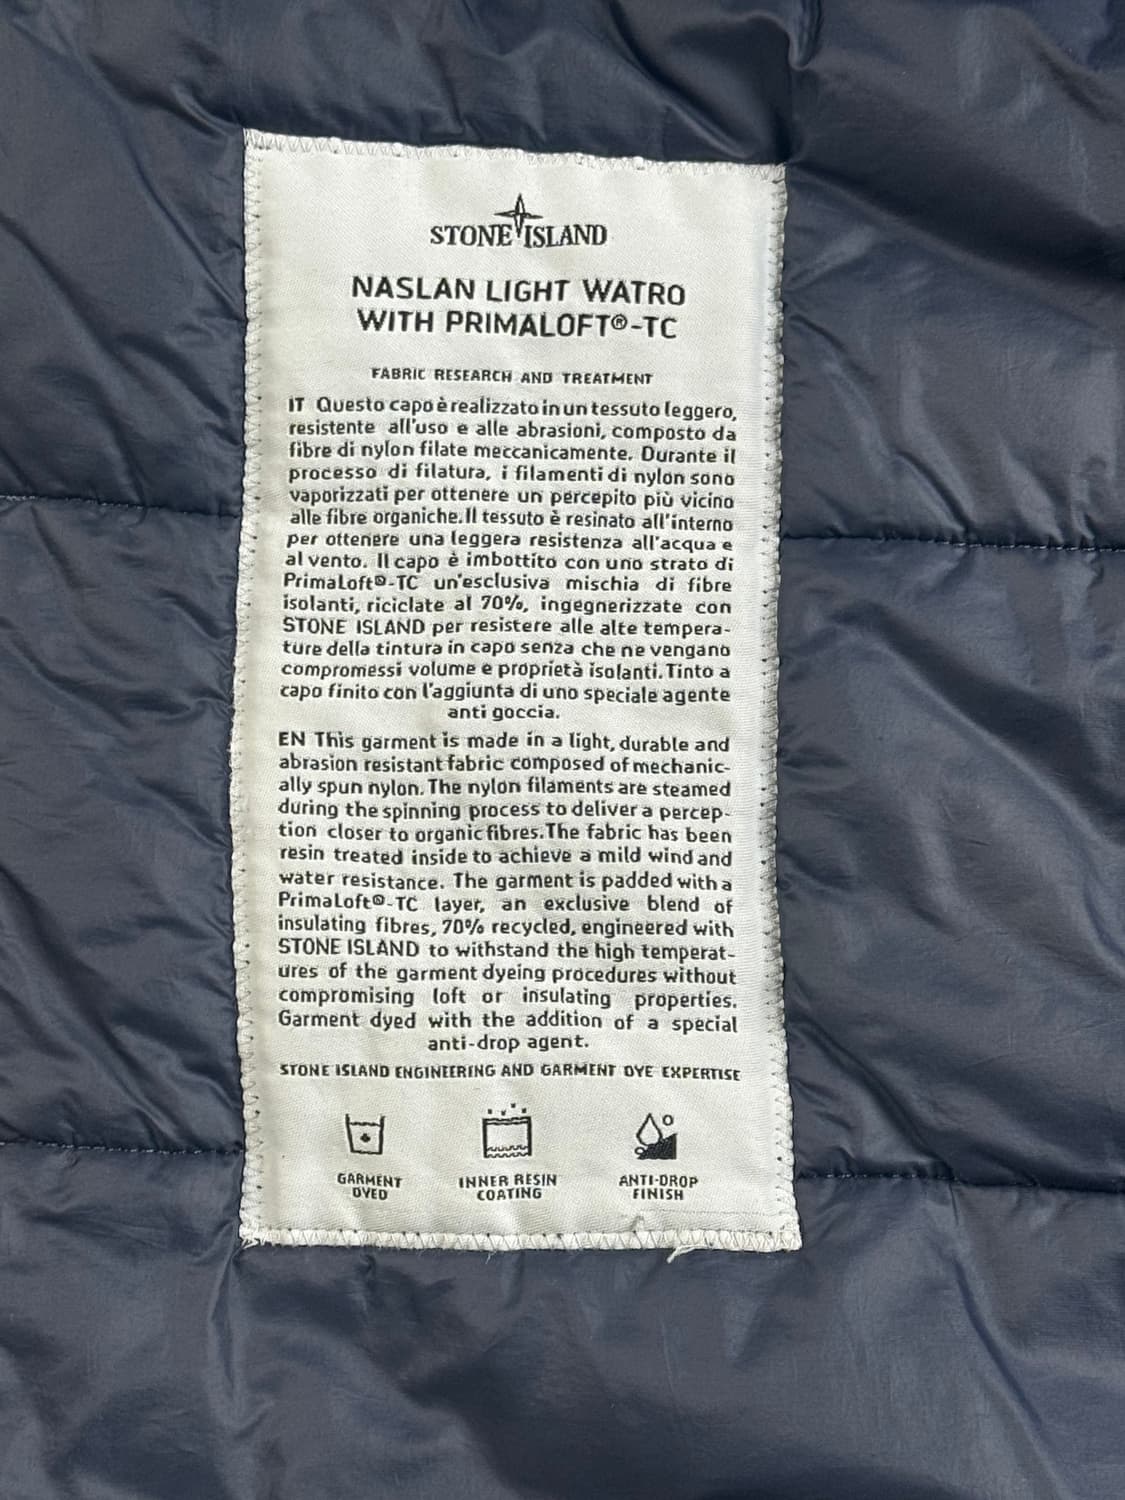 STONE ISLAND
NASLAN LIGHT WATRO
WITH PRIMALOFT®-TC
FABRIC RESEARCH AND TREATMENT
IT Questo capo è realizzato in un tessuto leggero,
resistente all'uso e alle abrasioni, composto da
fibre di nylon filate meccanicamente. Durante il
processo di filatura, i filamenti di nylon sono
vaporizzati per ottenere un percepito più vicino
alle fibre organiche. Il tessuto è resinato all'interno
per ottenere una leggera resistenza all'acqua e
al vento. Il capo è imbottito con uno strato di
PrimaLoft®-TC un'esclusiva mischia di fibre
isolanti, riciclate al 70%, ingegnerizzate con
STONE ISLAND per resistere alle alte tempera-
ture della tintura in capo senza che ne vengano
compromessi volume e proprietà isolanti. Tinto a
capo finito con l'aggiunta di uno speciale agente
anti goccia.
EN This garment is made in a light, durable and
abrasion resistant fabric composed of mechanic-
ally spun nylon. The nylon filaments are steamed
during the spinning process to deliver a percep-
tion closer to organic fibres. The fabric has been
resin treated inside to achieve a mild wind and
water resistance. The garment is padded with a
PrimaLoft®-TC layer, an exclusive blend of
insulating fibres, 70% recycled, engineered with
STONE ISLAND to withstand the high temperat-
ures of the garment dyeing procedures without
compromising loft or insulating properties.
Garment dyed with the addition of a special
anti-drop agent.
STONE ISLAND ENGINEERING AND GARMENT DYE EXPERTISE
GARMENT
DYED
INNER RESIN
COATING
ANTI-DROP
FINISH